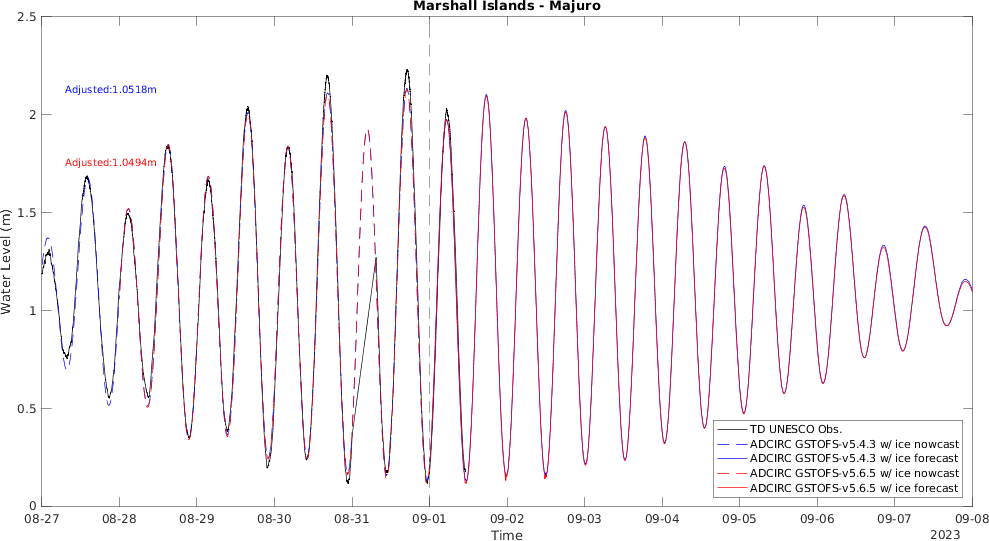 Marshall Islands - Majuro
2.5
2
1.5
1
0.5
0
Water Level (m)
Adjusted:1.0518m
Adjusted:1.0494m
TD UNESCO Obs.
ADCIRC GSTOFS-v5.4.3 w/ ice nowcast
ADCIRC GSTOFS-v5.4.3 w/ ice forecast
ADCIRC GSTOFS-v5.6.5 w/ ice nowcast
ADCIRC GSTOFS-v5.6.5 w/ ice forecast
08-27 08-28 08-29 08-30 08-31 09-01 09-02 09-03 09-04 09-05 09-06 09-07 09-08
Time
2023